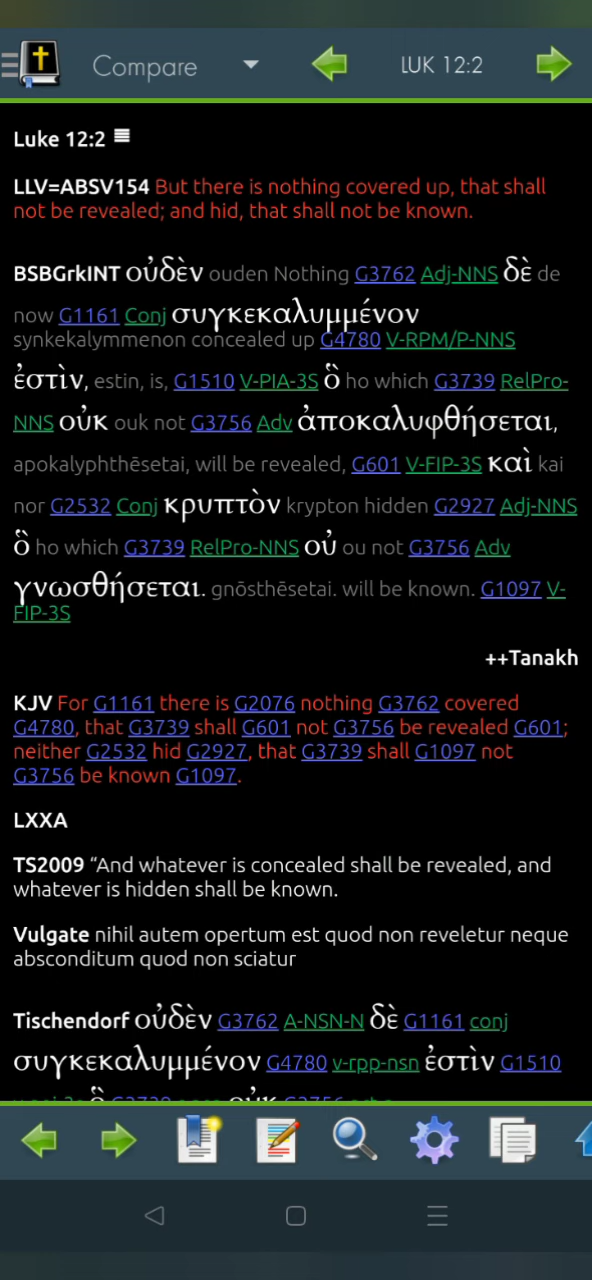 Compare
LUK 12:2
Luke 12:2
LLV=ABSV154 But there is nothing covered up, that shall
not be revealed; and hid, that shall not be known.
BSBGrkINT οὐδὲν ouden Nothing G3762 Adj-NNS δὲ de
now G1161 Conj συγκεκαλυμμένον
synkekalymmenon concealed up G4780 V-RPM/P-NNS
ἐστὶν, estin, is, G1510 V-PIA-3S ὃ ho which G3739 RelPro-
NNS οὐκ ouk not G3756 Adv ἀποκαλυφθήσεται,
apokalyphthēsetai, will be revealed, G601 V-FIP-3S καὶ kai
nor G2532 Conj κρυπτὸν krypton hidden G2927 Adj-NNS
ὃ ho which G3739 RelPro-NNS οὐ ou not G3756 Adv
γνωσθήσεται. gnōsthēsetai. will be known. G1097 V-
FIP-3S
++Tanakh
KJV For G1161 there is G2076 nothing G3762 covered
G4780, that G3739 shall G601 not G3756 be revealed G601;
neither G2532 hid G2927, that G3739 shall G1097 not
G3756 be known G1097.
LXXA
TS2009 “And whatever is concealed shall be revealed, and
whatever is hidden shall be known.
Vulgate nihil autem opertum est quod non reveletur neque
absconditum quod non sciatur
Tischendorf οὐδὲν G3762 A-NSN-N δὲ G1161 conj
συγκεκαλυμμένον G4780 v-rpp-nsn ἐστὶν G1510